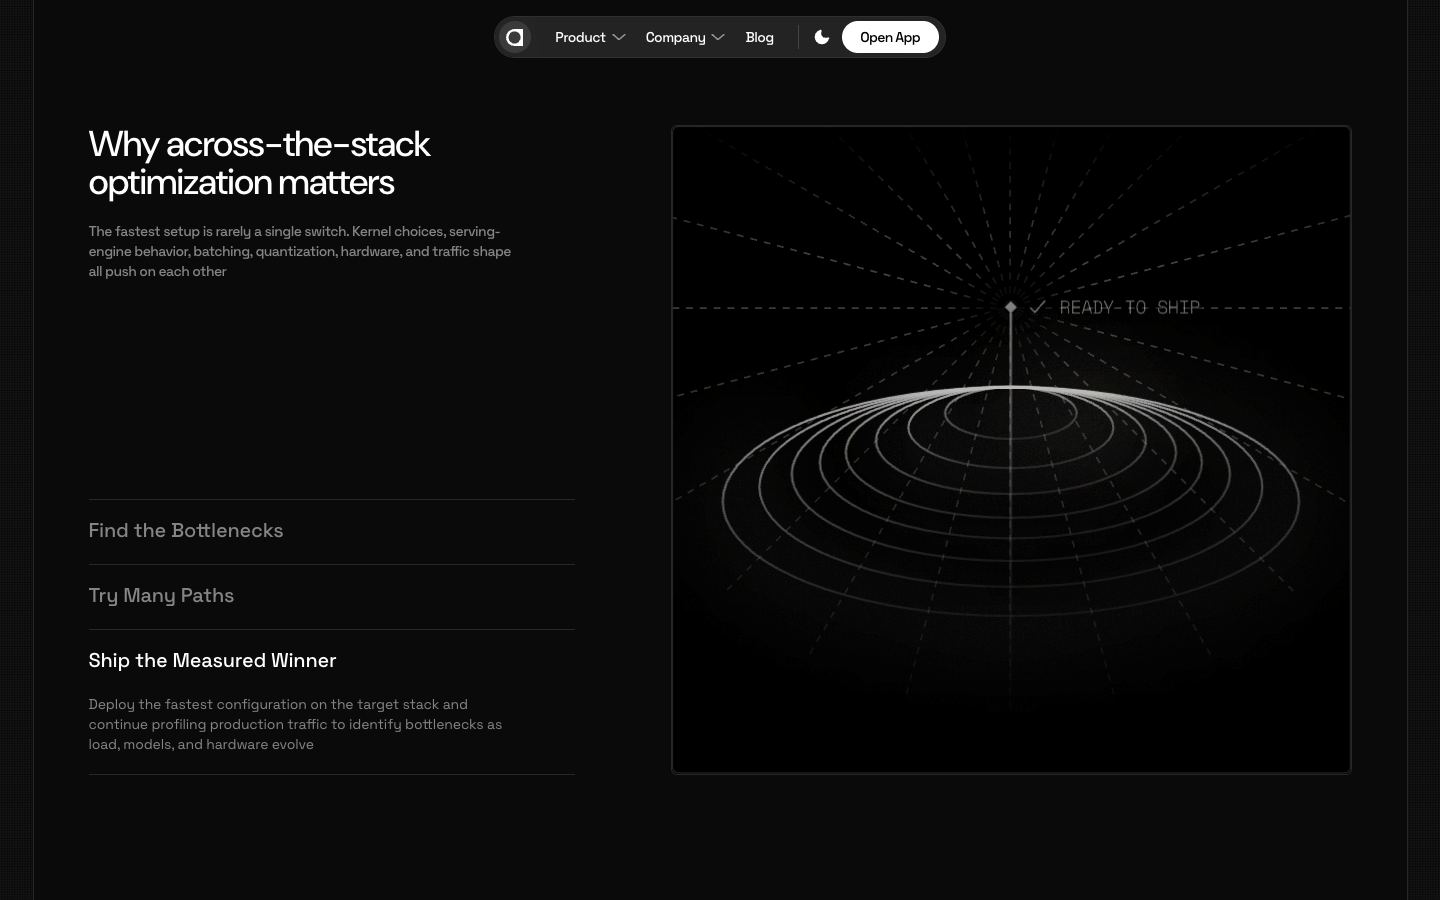 Product
Company
Blog
Open App
Why across-the-stack
optimization matters
The fastest setup is rarely a single switch. Kernel choices, serving-
engine behavior, batching, quantization, hardware, and traffic shape
all push on each other
READY TO SHIP
Find the Bottlenecks
Try Many Paths
Ship the Measured Winner
Deploy the fastest configuration on the target stack and
continue profiling production traffic to identify bottlenecks as
load, models, and hardware evolve